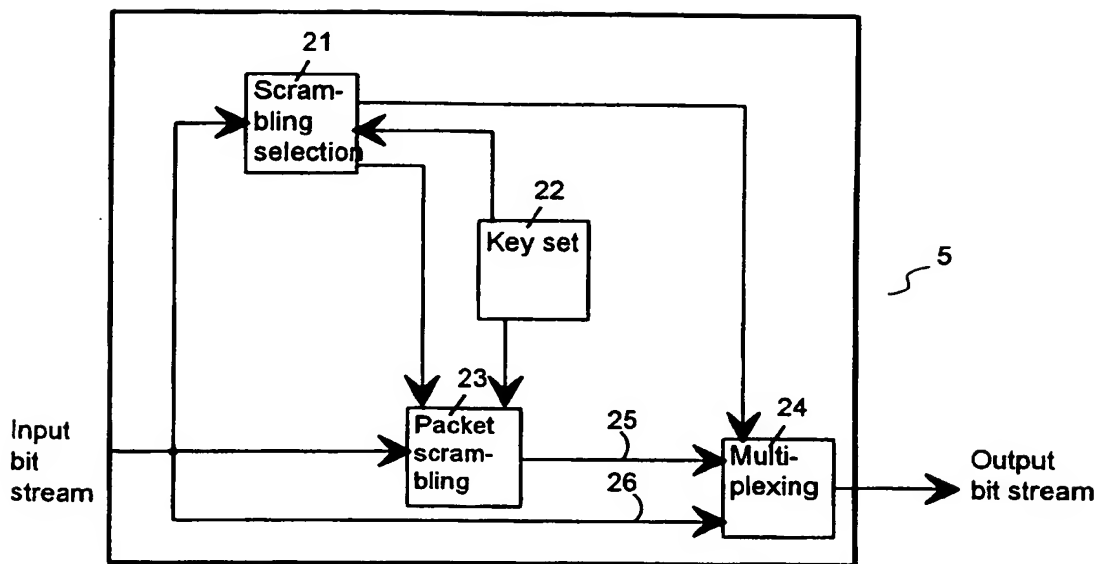 21
Scram-
bling
selection
22
Key set
5
23
Packet
scram-
bling
Input
bit
stream
25
26
24
Multi-
plexing
Output
bit stream